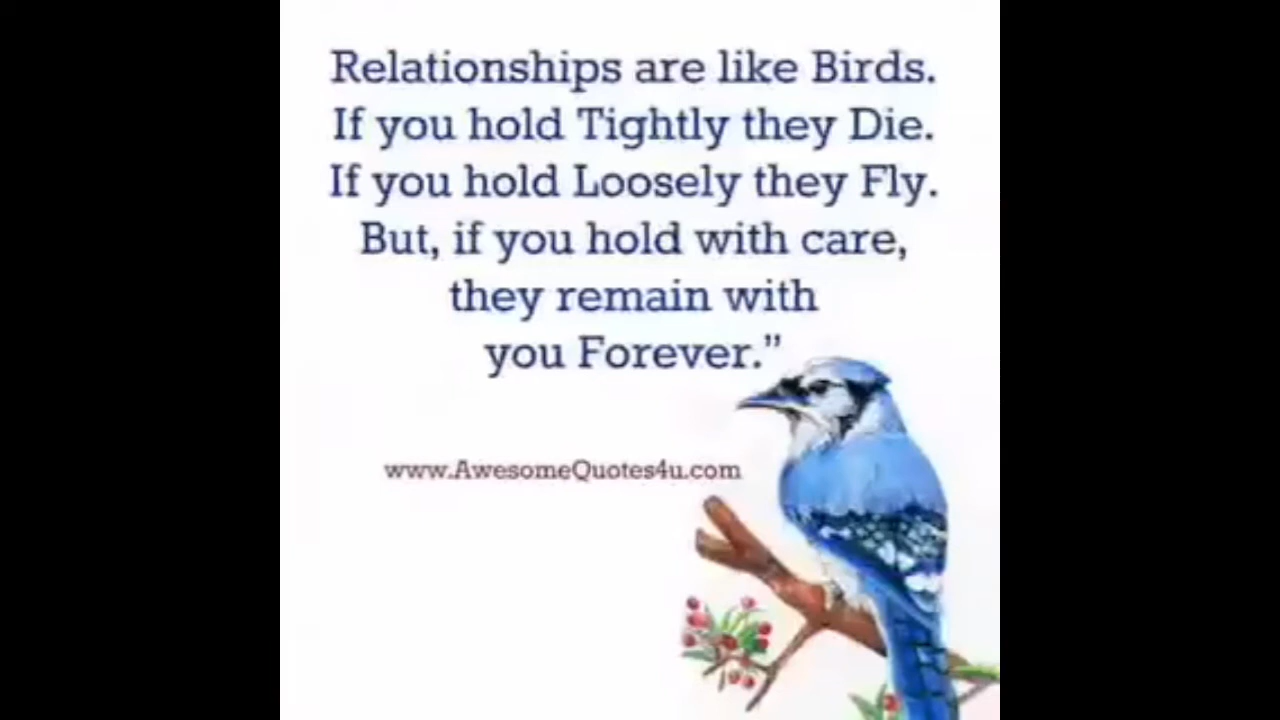 Relationships are like Birds.
If you hold Tightly they Die.
If you hold Loosely they Fly.
But, if you hold with care,
they remain with
you Forever.”
www.AwesomeQuotes4u.com